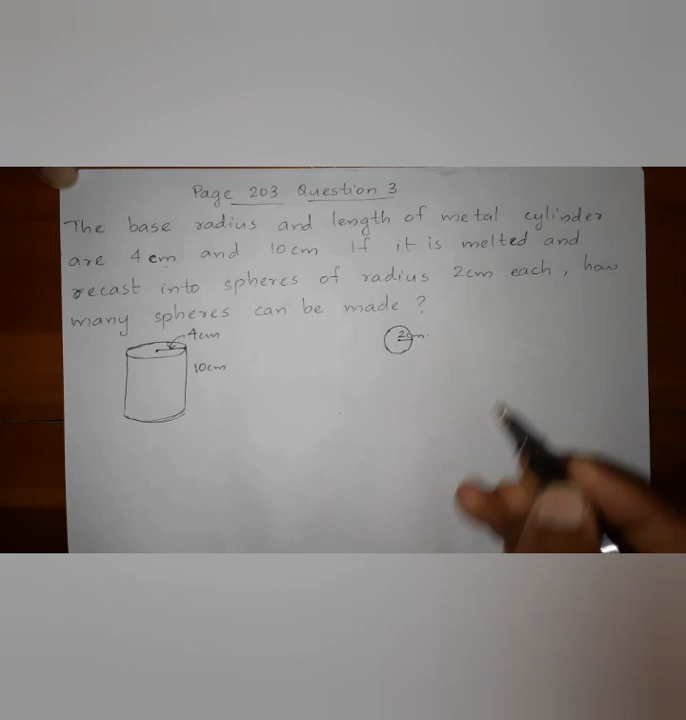 Page 203 Question 3
The base radius and length of metal cylinder
are 4 cm and 10 cm If it is melted and
recast into spheres of radius 2cm each, how
many spheres can be made ?
4cm
2cm.
10cm